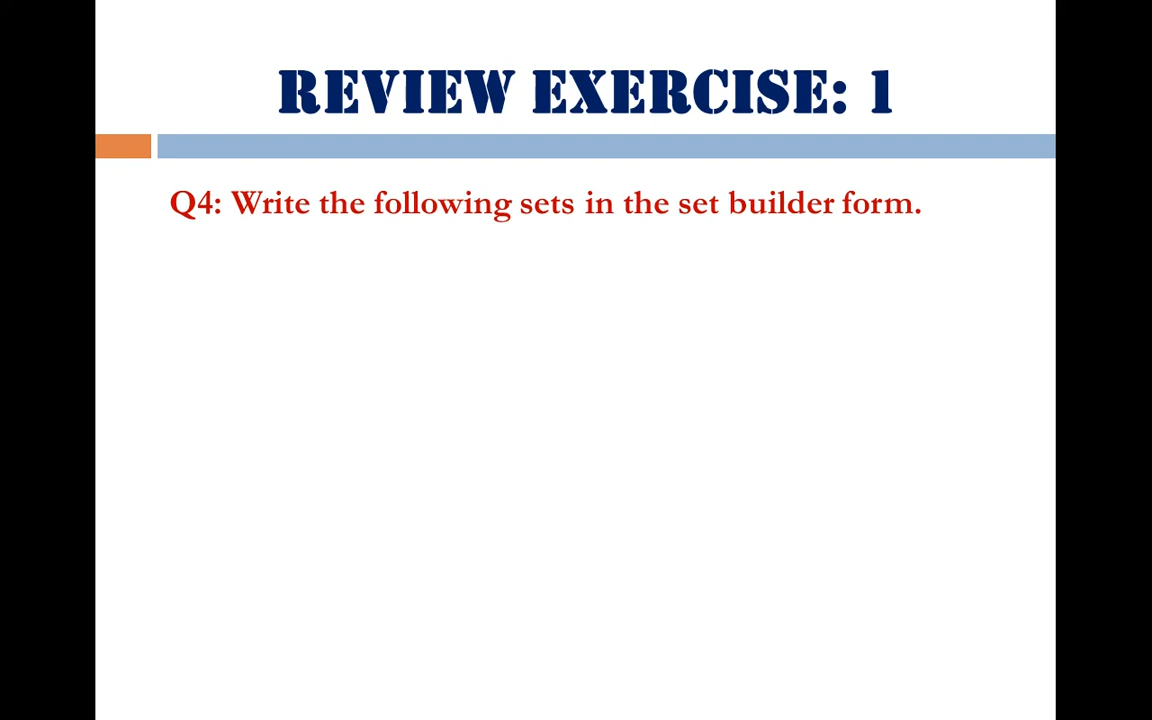 REVIEW EXERCISE: 1
Q4: Write the following sets in the set builder form.